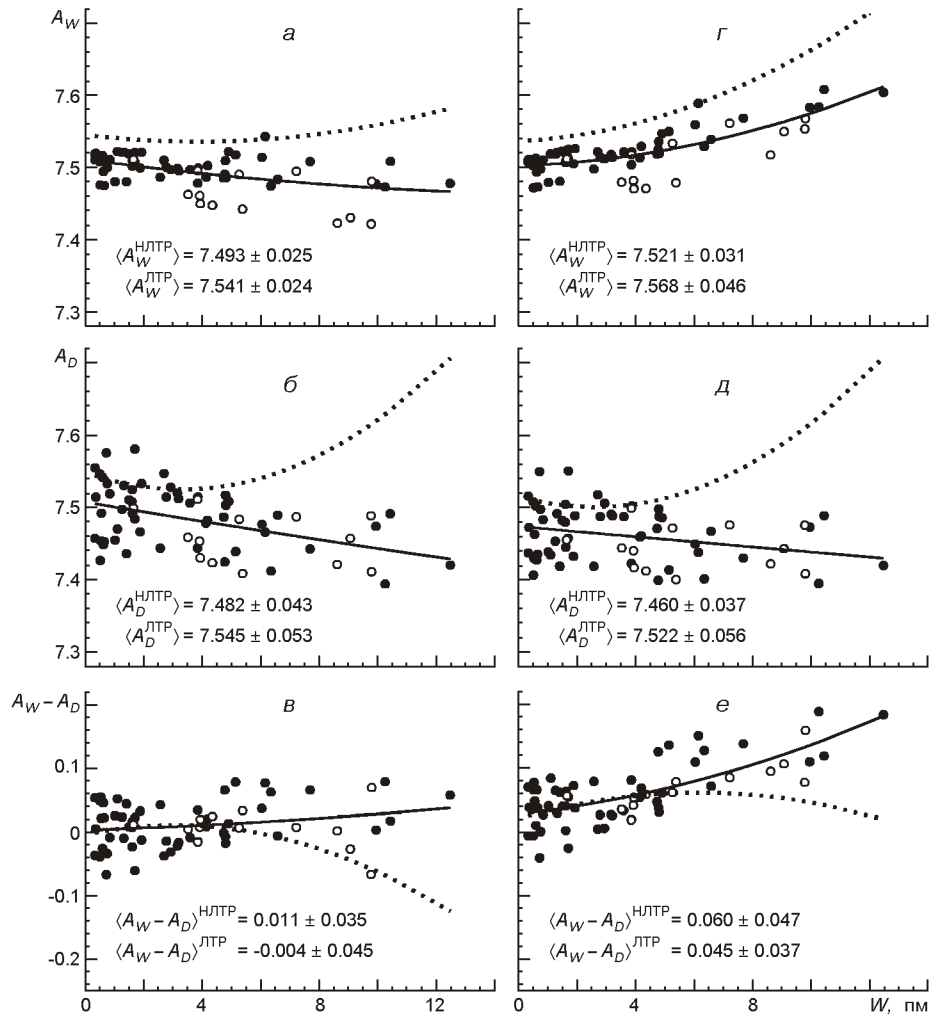 A_W
а
г
7.6
7.5
7.4
7.3
⟨A_W^НЛТР⟩ = 7.493 ± 0.025
⟨A_W^ЛТР⟩ = 7.541 ± 0.024
⟨A_W^НЛТР⟩ = 7.521 ± 0.031
⟨A_W^ЛТР⟩ = 7.568 ± 0.046
A_D
б
д
7.6
7.5
7.4
7.3
⟨A_D^НЛТР⟩ = 7.482 ± 0.043
⟨A_D^ЛТР⟩ = 7.545 ± 0.053
⟨A_D^НЛТР⟩ = 7.460 ± 0.037
⟨A_D^ЛТР⟩ = 7.522 ± 0.056
A_W – A_D
в
е
0.1
0
-0.1
-0.2
⟨A_W – A_D⟩^НЛТР = 0.011 ± 0.035
⟨A_W – A_D⟩^ЛТР = -0.004 ± 0.045
⟨A_W – A_D⟩^НЛТР = 0.060 ± 0.047
⟨A_W – A_D⟩^ЛТР = 0.045 ± 0.037
0 4 8 12
0 4 8 W, пм